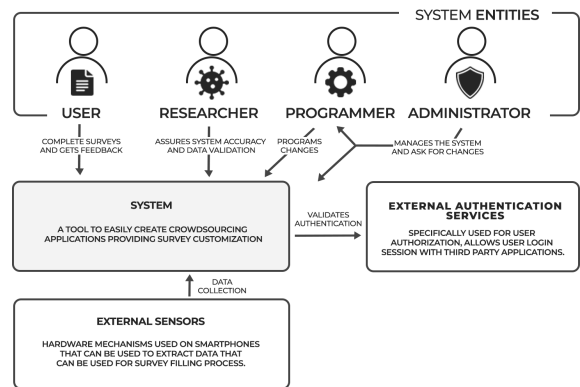 SYSTEM ENTITIES
USER
RESEARCHER
PROGRAMMER
ADMINISTRATOR
COMPLETE SURVEYS
AND GETS FEEDBACK
ASSURES SYSTEM ACCURACY
AND DATA VALIDATION
PROGRAMS
CHANGES
MANAGES THE SYSTEM
AND ASK FOR CHANGES
SYSTEM
A TOOL TO EASILY CREATE CROWDSOURCING
APPLICATIONS PROVIDING SURVEY CUSTOMIZATION
VALIDATES
AUTHENTICATION
EXTERNAL AUTHENTICATION
SERVICES
SPECIFICALLY USED FOR USER
AUTHORIZATION, ALLOWS USER LOGIN
SESSION WITH THIRD PARTY APPLICATIONS.
DATA
COLLECTION
EXTERNAL SENSORS
HARDWARE MECHANISMS USED ON SMARTPHONES
THAT CAN BE USED TO EXTRACT DATA THAT
CAN BE USED FOR SURVEY FILLING PROCESS.